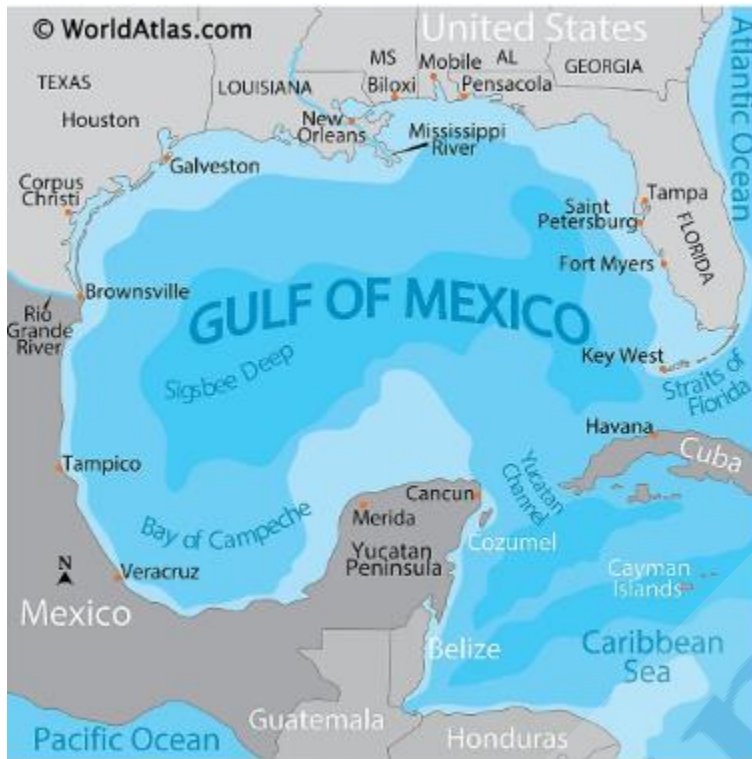 © WorldAtlas.com
United States
Atlantic Ocean
MS
Mobile
AL
GEORGIA
TEXAS
LOUISIANA
Biloxi
Pensacola
Houston
New
Orleans
Mississippi
River
Galveston
Corpus
Christi
Tampa
Saint
Petersburg
FLORIDA
Fort Myers
Brownsville
Rio
Grande
River
GULF OF MEXICO
Sigsbee Deep
Key West
Straits of
Florida
Havana
Cuba
Tampico
Yucatan
Channel
Cancun
Bay of Campeche
Merida
Cozumel
Yucatan
Peninsula
N
Veracruz
Cayman
Islands
Mexico
Belize
Caribbean
Sea
Guatemala
Pacific Ocean
Honduras